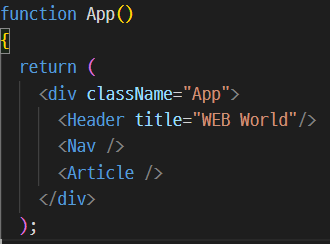 function App()
{
  return (
    <div className="App">
      <Header title="WEB World"/>
      <Nav />
      <Article />
    </div>
  );